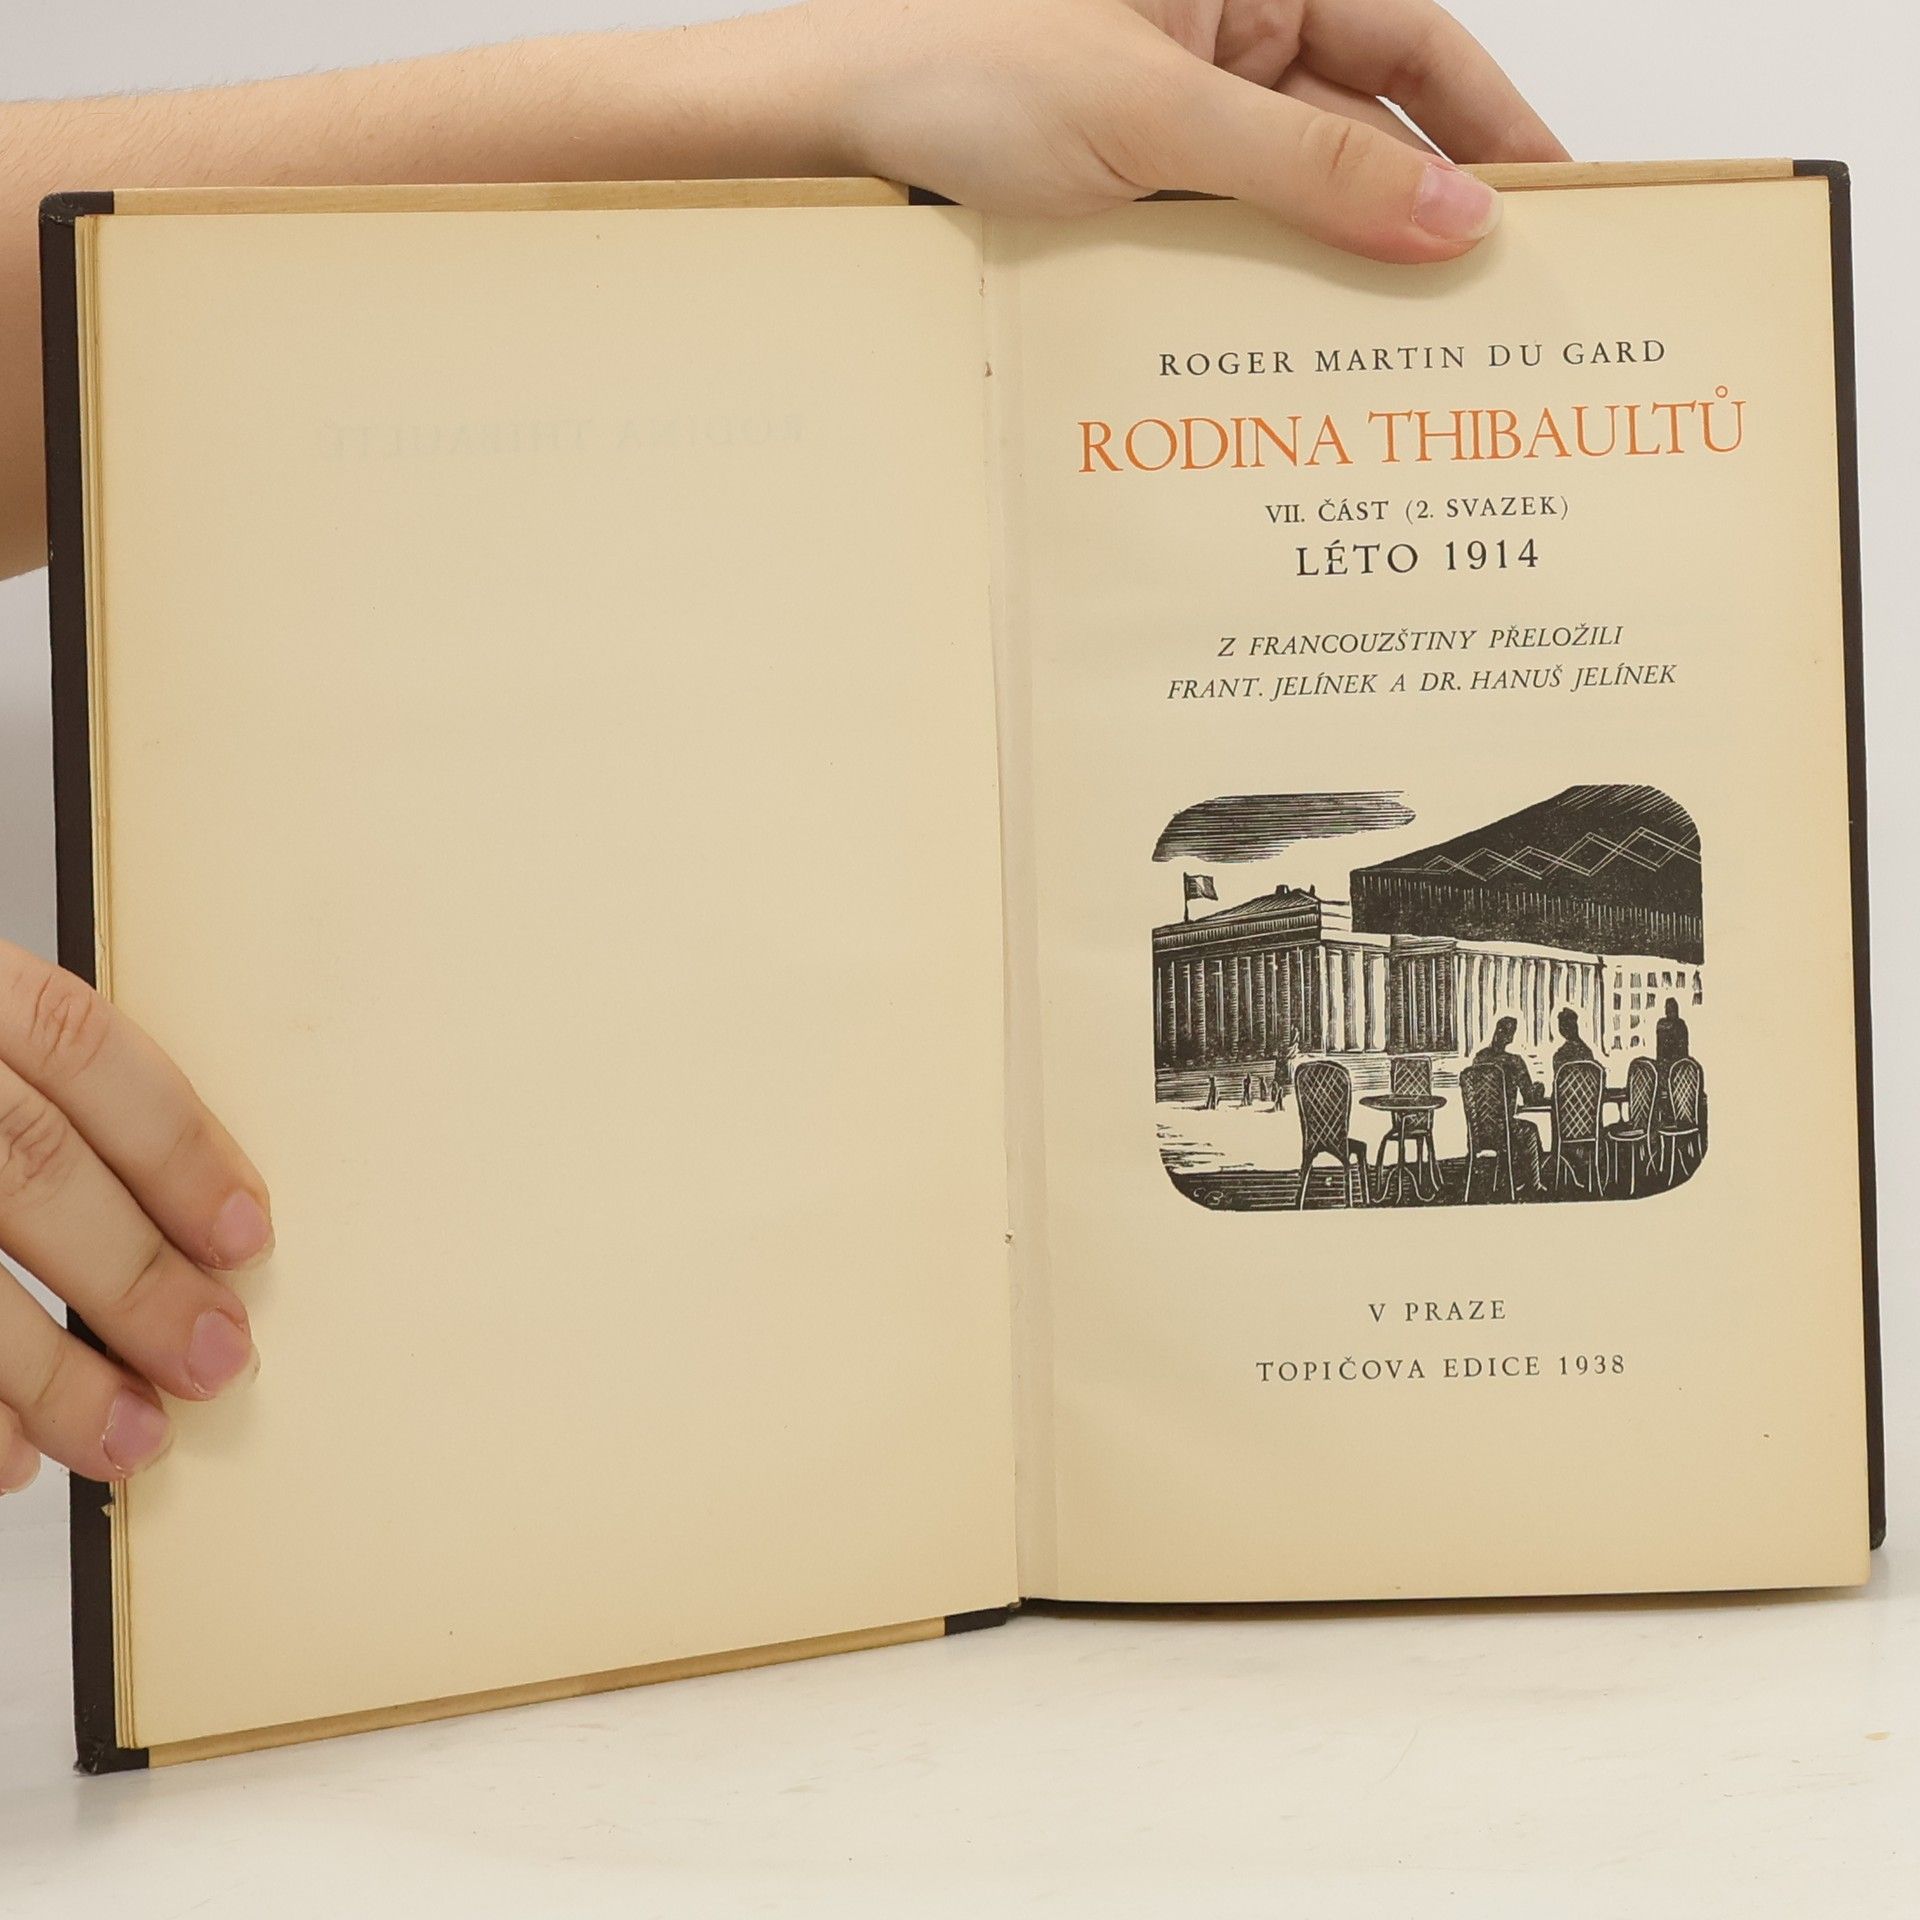 ROGER MARTIN DU GARD
RODINA THIBAULTŮ
VII. ČÁST (2. SVAZEK)
LÉTO 1914
Z FRANCOUZŠTINY PŘELOŽILI
FRANT. JELÍNEK A DR. HANUŠ JELÍNEK
V PRAZE
TOPIČOVA EDICE 1938